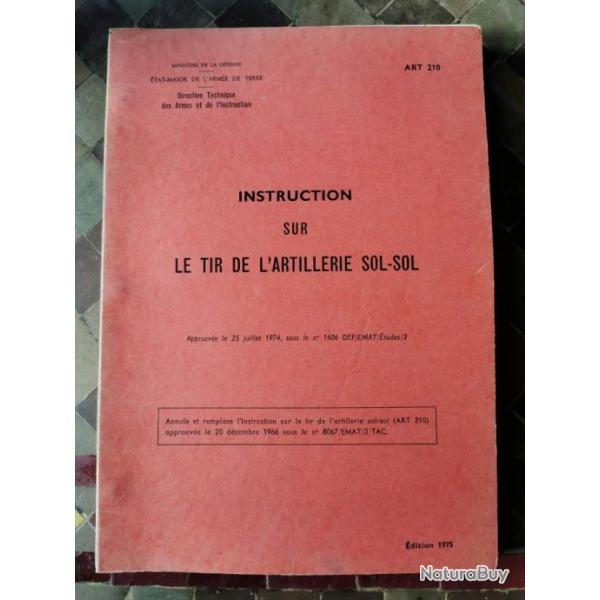 MINISTÈRE DE LA DÉFENSE
ÉTAT-MAJOR DE L'ARMÉE DE TERRE
Direction Technique
des Armes et de l'Instruction
ART 210
INSTRUCTION
SUR
LE TIR DE L'ARTILLERIE SOL-SOL
Approuvée le 25 juillet 1974, sous le n° 1606 DEF/EMAT/Études/3
Annule et remplace l'instruction sur le tir de l'artillerie sol-sol (ART 210)
approuvée le 20 décembre 1966 sous le n° 8067/EMAT/3/TAC.
Édition 1975
NaturaBuy